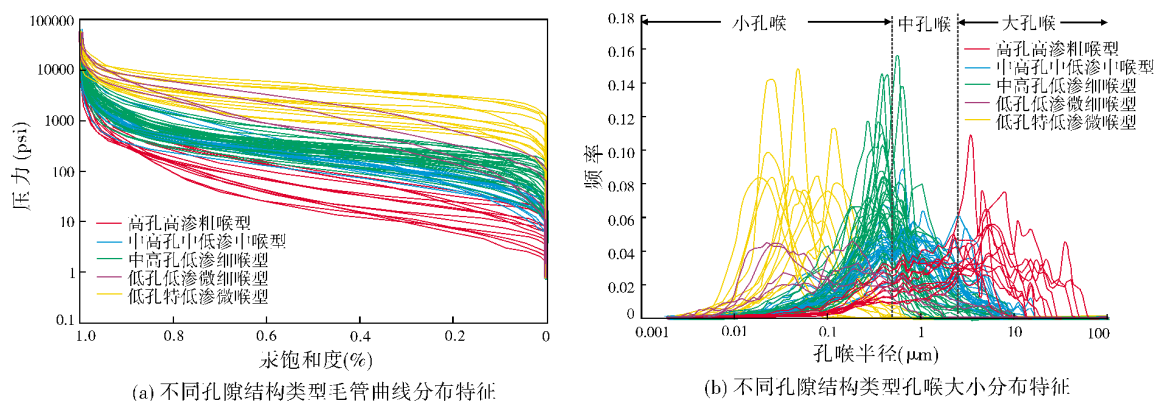 100000
10000
1000
100
10
1
0.1
压力 (psi)
高孔高渗粗喉型
中高孔中低渗中喉型
中高孔低渗细喉型
低孔低渗微细喉型
低孔特低渗微喉型
1.0 0.8 0.6 0.4 0.2 0
汞饱和度(%)
(a) 不同孔隙结构类型毛管曲线分布特征
小孔喉 中孔喉 大孔喉
0.18
0.16
0.14
0.12
0.10
0.08
0.06
0.04
0.02
0
频率
高孔高渗粗喉型
中高孔中低渗中喉型
中高孔低渗细喉型
低孔低渗微细喉型
低孔特低渗微喉型
0.001 0.01 0.1 1 10 100
孔喉半径(μm)
(b) 不同孔隙结构类型孔喉大小分布特征